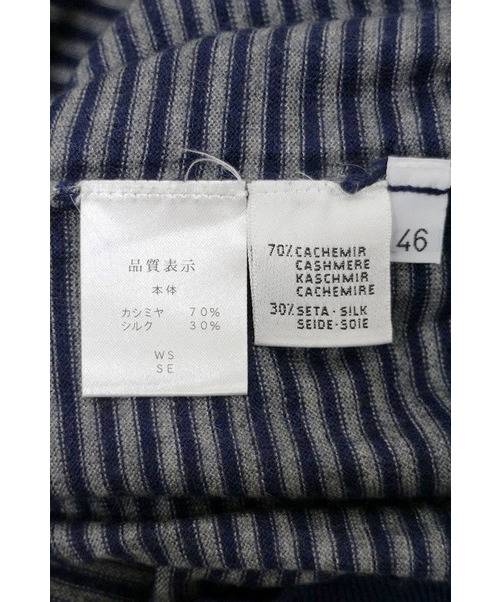 品質表示
本体
カシミヤ 70%
シルク 30%
WS
SE
70% CACHEMIR
CASHMERE
KASCHMIR
CACHEMIRE
30% SETA·SILK
SEIDE·SOIE
46